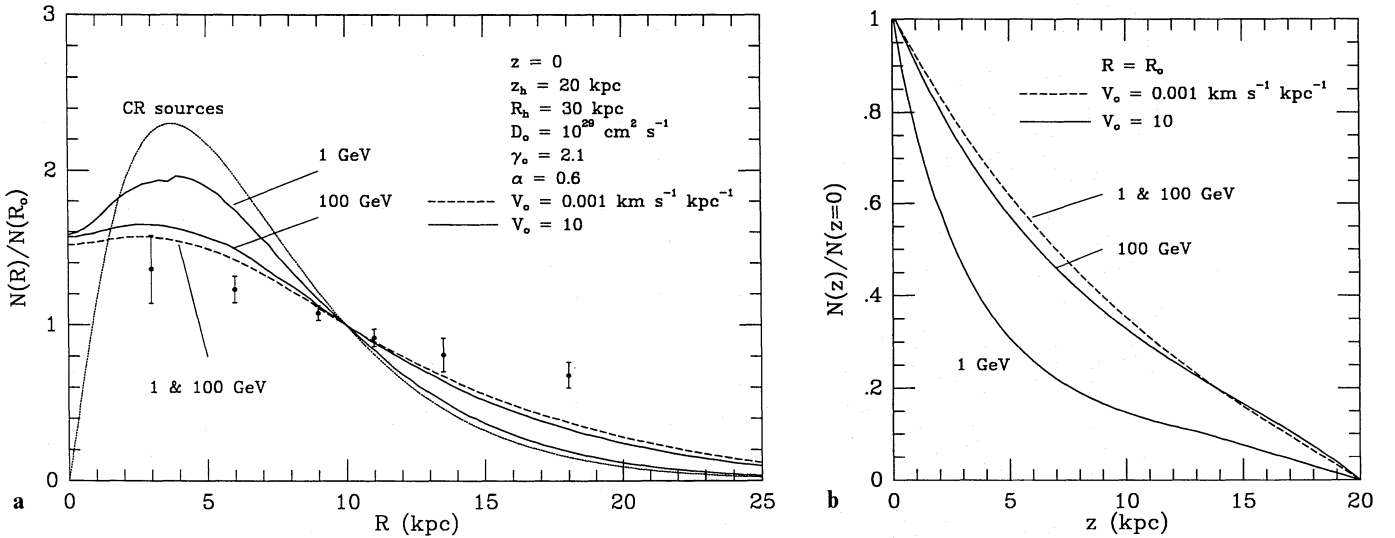 3
2
1
0
N(R)/N(R₀)
CR sources
1 GeV
100 GeV
1 & 100 GeV
z = 0
z_h = 20 kpc
R_h = 30 kpc
D₀ = 10²⁹ cm² s⁻¹
γ₀ = 2.1
α = 0.6
V₀ = 0.001 km s⁻¹ kpc⁻¹
V₀ = 10
0 5 10 15 20 25
R (kpc)
a
1
.8
.6
.4
.2
0
N(z)/N(z=0)
R = R₀
V₀ = 0.001 km s⁻¹ kpc⁻¹
V₀ = 10
1 & 100 GeV
100 GeV
1 GeV
0 5 10 15 20
z (kpc)
b